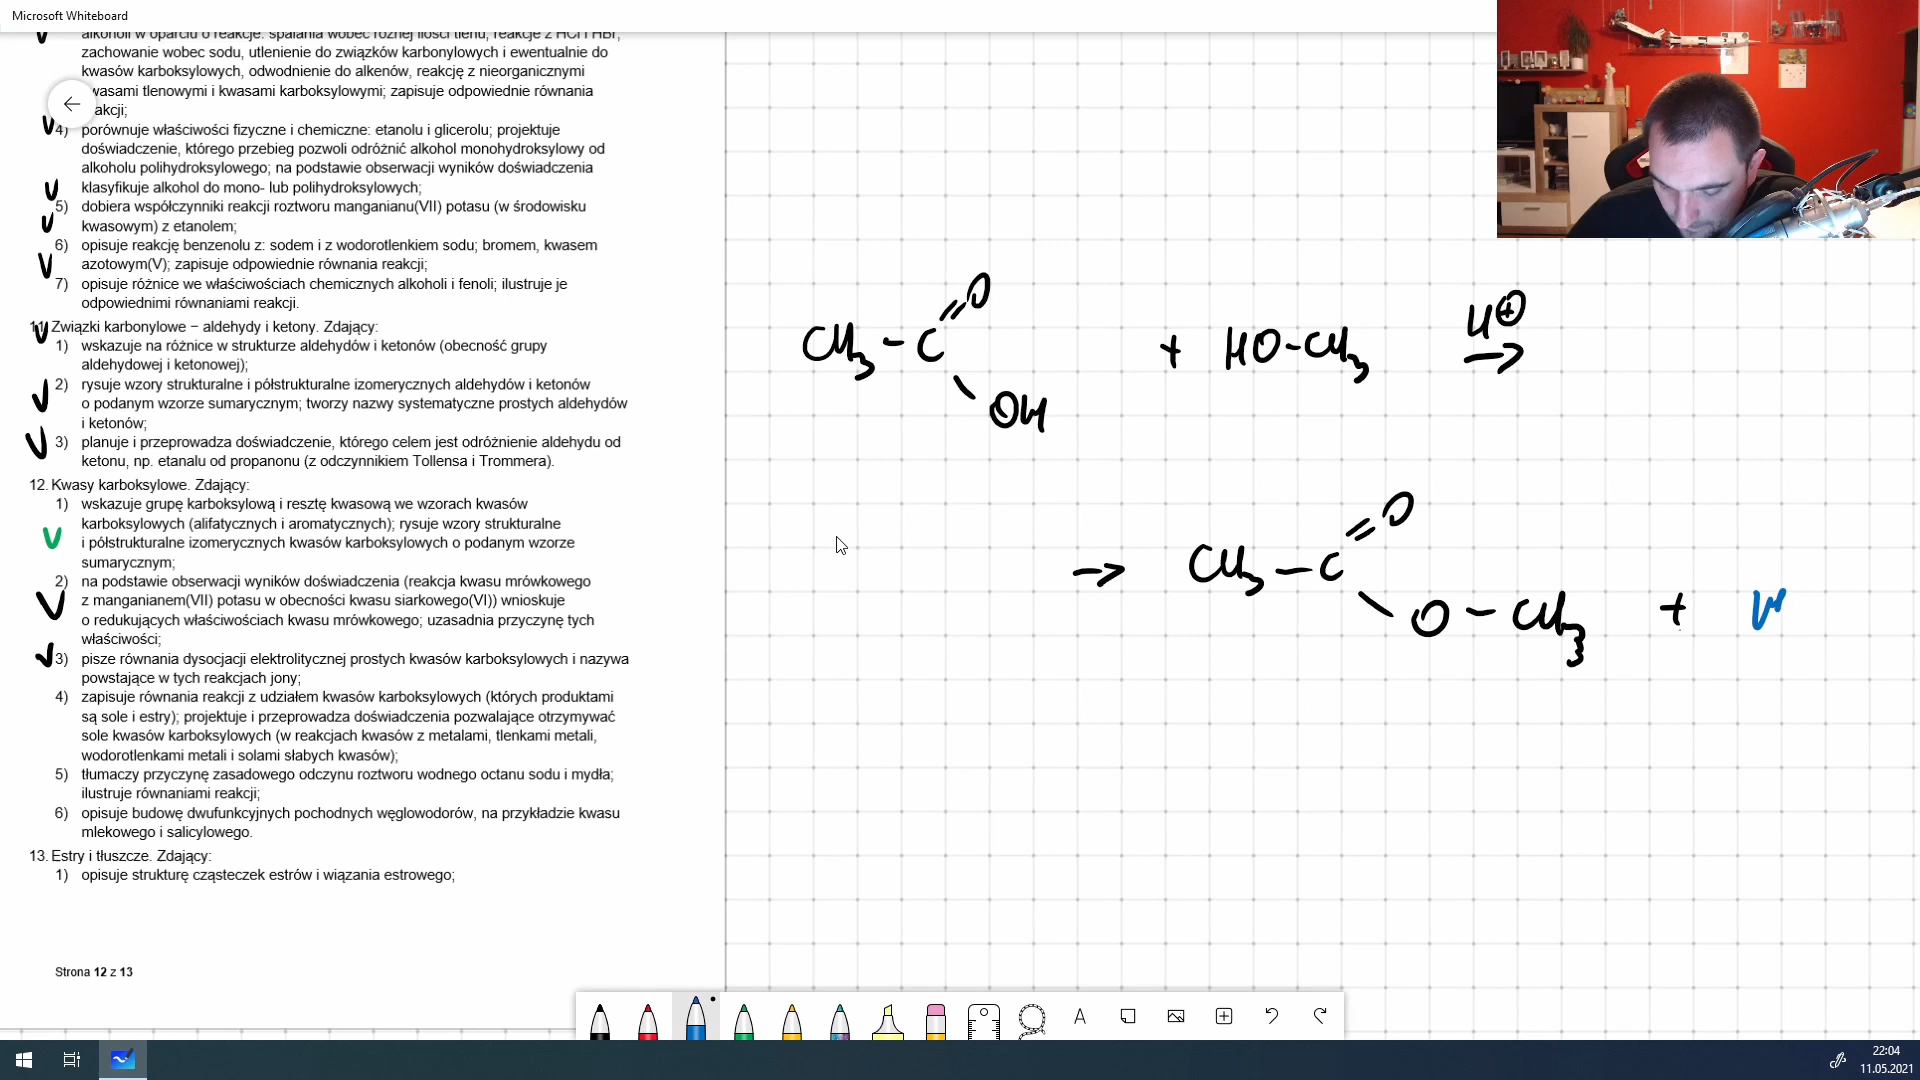 Microsoft Whiteboard
alkoholi w oparciu o reakcje: spalania wobec różnej ilości tlenu, reakcje z HCl i HBr,
zachowanie wobec sodu, utlenienie do związków karbonylowych i ewentualnie do
kwasów karboksylowych, odwodnienie do alkenów, reakcję z nieorganicznymi
wasami tlenowymi i kwasami karboksylowymi; zapisuje odpowiednie równania
akcji;
4) porównuje właściwości fizyczne i chemiczne: etanolu i glicerolu; projektuje
doświadczenie, którego przebieg pozwoli odróżnić alkohol monohydroksylowy od
alkoholu polihydroksylowego; na podstawie obserwacji wyników doświadczenia
klasyfikuje alkohol do mono- lub polihydroksylowych;
5) dobiera współczynniki reakcji roztworu manganianu(VII) potasu (w środowisku
kwasowym) z etanolem;
6) opisuje reakcję benzenolu z: sodem i z wodorotlenkiem sodu; bromem, kwasem
azotowym(V); zapisuje odpowiednie równania reakcji;
7) opisuje różnice we właściwościach chemicznych alkoholi i fenoli; ilustruje je
odpowiednimi równaniami reakcji.
11. Związki karbonylowe − aldehydy i ketony. Zdający:
1) wskazuje na różnice w strukturze aldehydów i ketonów (obecność grupy
aldehydowej i ketonowej);
2) rysuje wzory strukturalne i półstrukturalne izomerycznych aldehydów i ketonów
o podanym wzorze sumarycznym; tworzy nazwy systematyczne prostych aldehydów
i ketonów;
3) planuje i przeprowadza doświadczenie, którego celem jest odróżnienie aldehydu od
ketonu, np. etanalu od propanonu (z odczynnikiem Tollensa i Trommera).
12. Kwasy karboksylowe. Zdający:
1) wskazuje grupę karboksylową i resztę kwasową we wzorach kwasów
karboksylowych (alifatycznych i aromatycznych); rysuje wzory strukturalne
i półstrukturalne izomerycznych kwasów karboksylowych o podanym wzorze
sumarycznym;
2) na podstawie obserwacji wyników doświadczenia (reakcja kwasu mrówkowego
z manganianem(VII) potasu w obecności kwasu siarkowego(VI)) wnioskuje
o redukujących właściwościach kwasu mrówkowego; uzasadnia przyczynę tych
właściwości;
3) pisze równania dysocjacji elektrolitycznej prostych kwasów karboksylowych i nazywa
powstające w tych reakcjach jony;
4) zapisuje równania reakcji z udziałem kwasów karboksylowych (których produktami
są sole i estry); projektuje i przeprowadza doświadczenia pozwalające otrzymywać
sole kwasów karboksylowych (w reakcjach kwasów z metalami, tlenkami metali,
wodorotlenkami metali i solami słabych kwasów);
5) tłumaczy przyczynę zasadowego odczynu roztworu wodnego octanu sodu i mydła;
ilustruje równaniami reakcji;
6) opisuje budowę dwufunkcyjnych pochodnych węglowodorów, na przykładzie kwasu
mlekowego i salicylowego.
13. Estry i tłuszcze. Zdający:
1) opisuje strukturę cząsteczek estrów i wiązania estrowego;
Strona 12 z 13
O
CH3 - C + HO-CH3 H⊕ →
OH
O
→ CH3 - C
O - CH3 +
A
22:04
11.05.2021